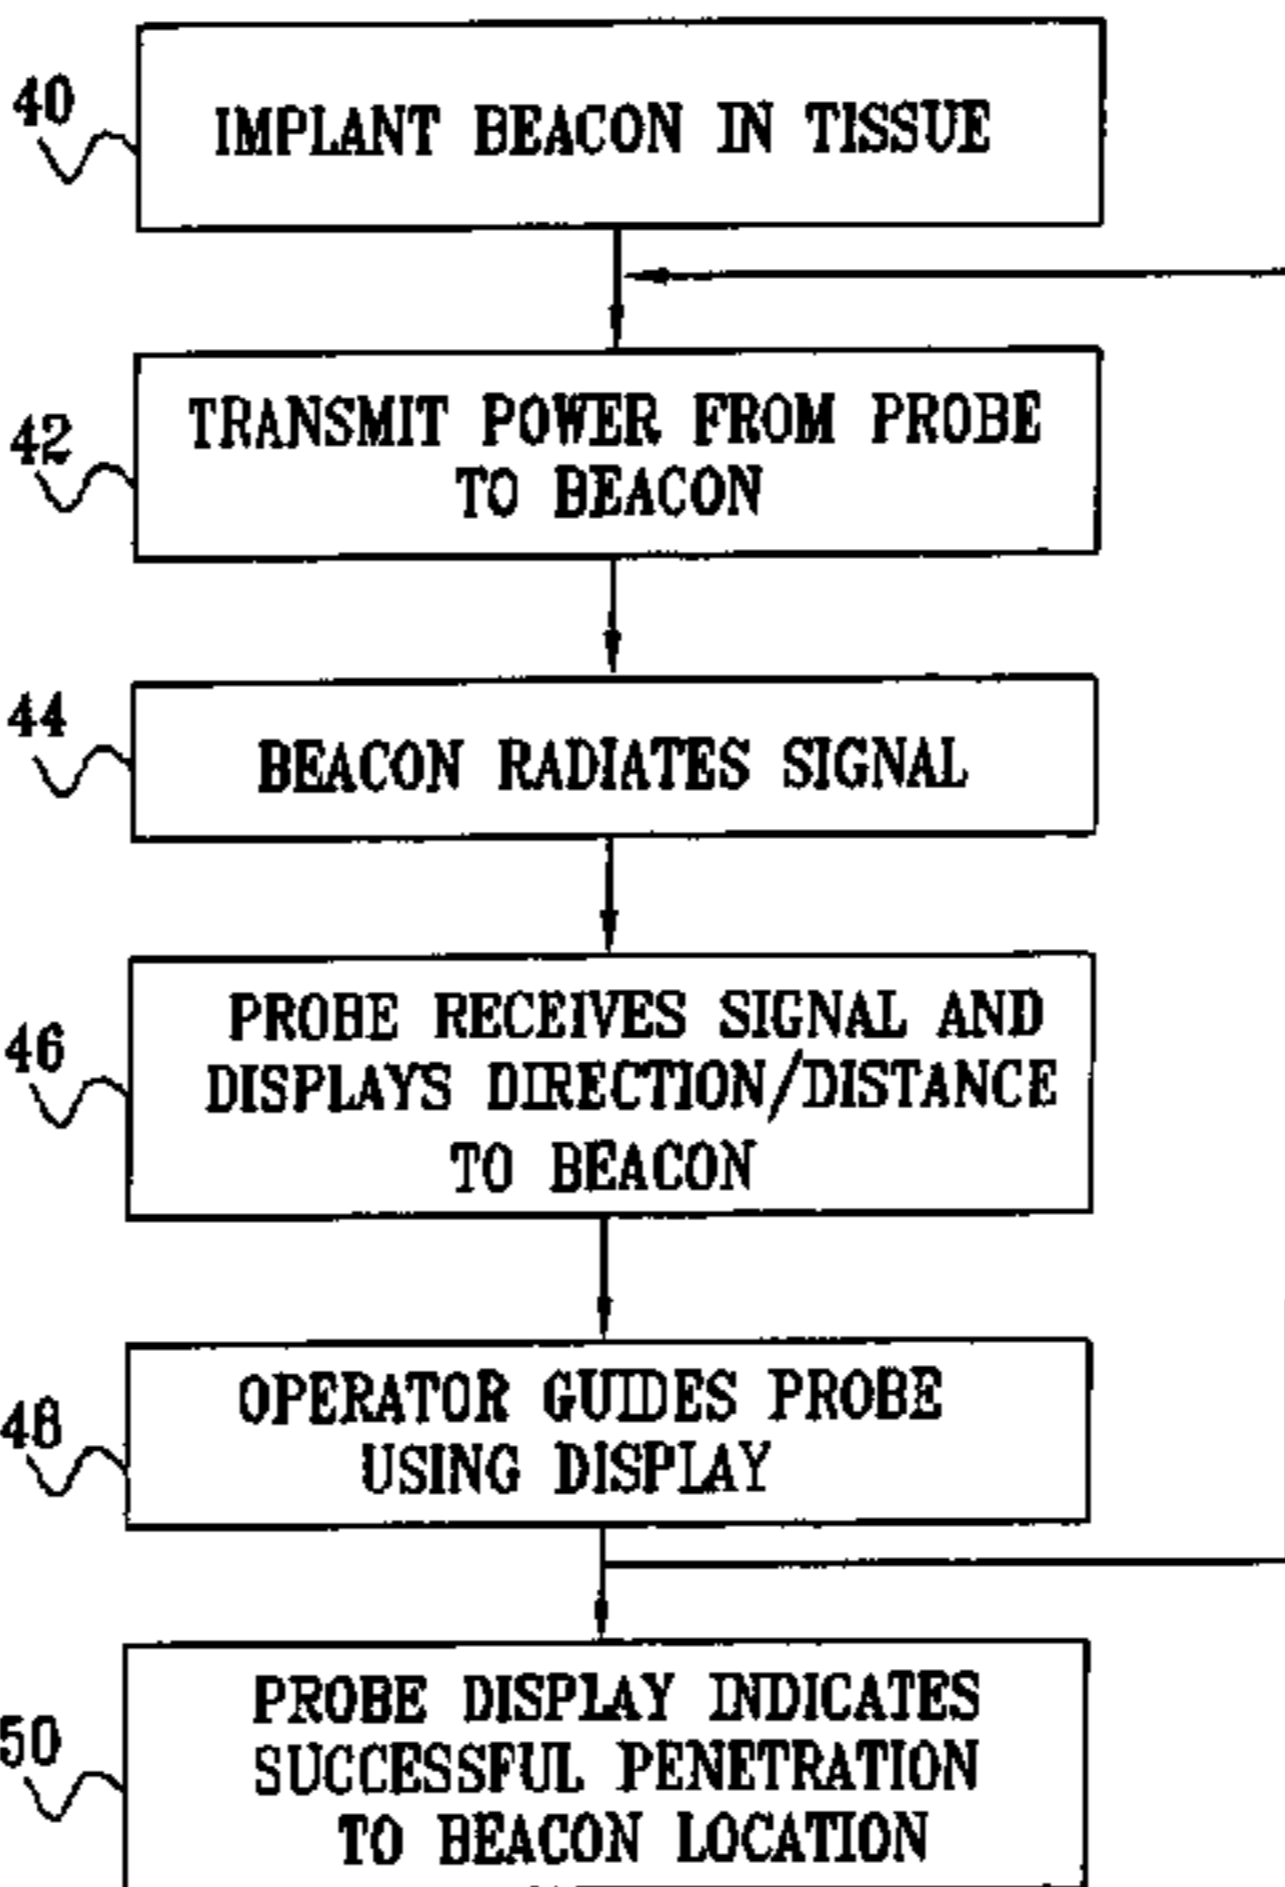 40
IMPLANT BEACON IN TISSUE
42
TRANSMIT POWER FROM PROBE
TO BEACON
44
BEACON RADIATES SIGNAL
46
PROBE RECEIVES SIGNAL AND
DISPLAYS DIRECTION/DISTANCE
TO BEACON
48
OPERATOR GUIDES PROBE
USING DISPLAY
50
PROBE DISPLAY INDICATES
SUCCESSFUL PENETRATION
TO BEACON LOCATION